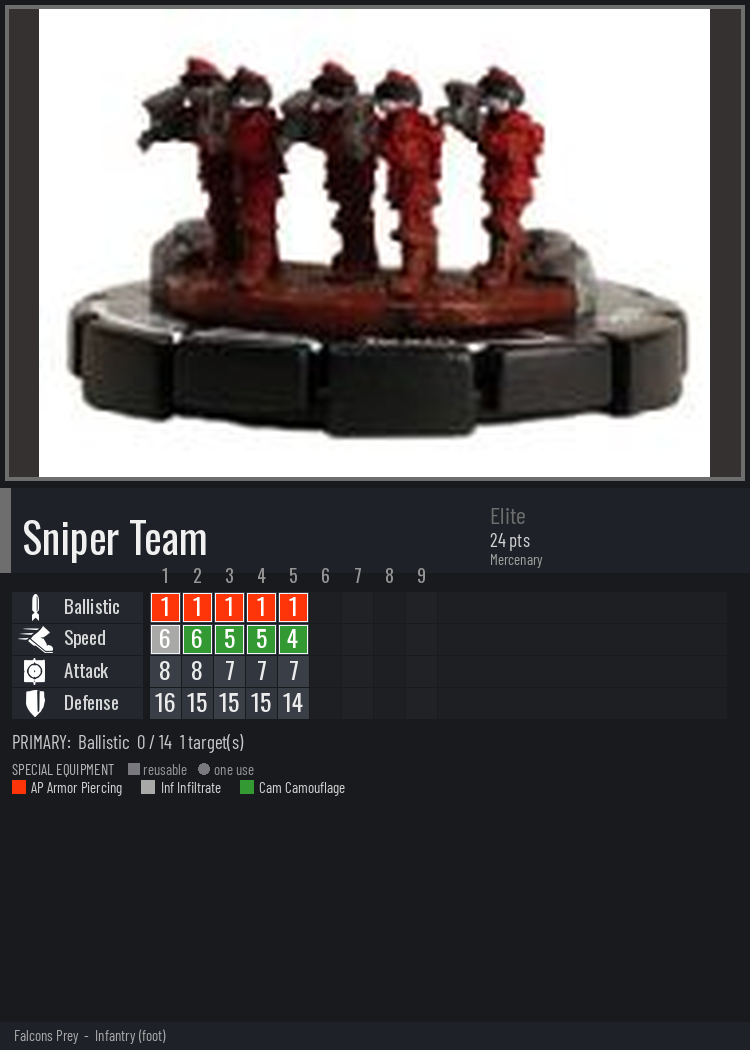 Sniper Team
Elite
24 pts
Mercenary
1 2 3 4 5 6 7 8 9
Ballistic 1 1 1 1 1
Speed 6 6 5 5 4
Attack 8 8 7 7 7
Defense 16 15 15 15 14
PRIMARY: Ballistic 0 / 14 1 target(s)
SPECIAL EQUIPMENT reusable one use
AP Armor Piercing Inf Infiltrate Cam Camouflage
Falcons Prey - Infantry (foot)